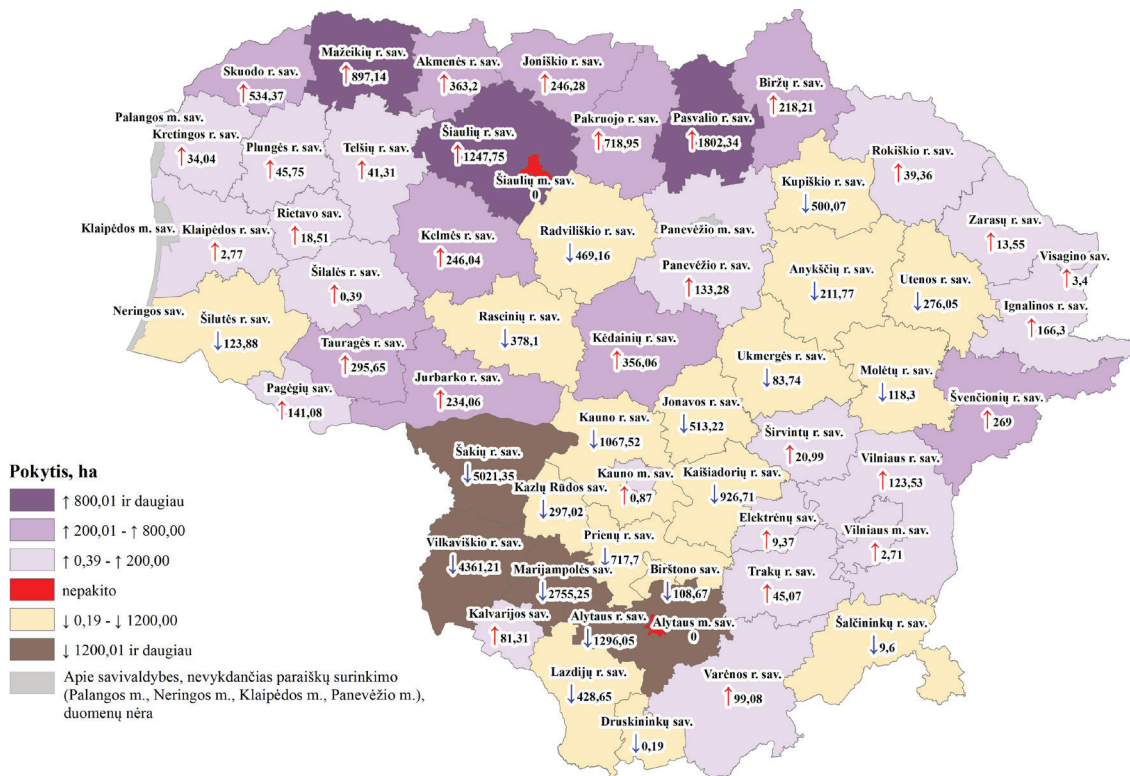 Mažeikių r. sav.
↑897,14
Akmenės r. sav.
↑363,2
Joniškio r. sav.
↑246,28
Skuodo r. sav.
↑534,37
Biržų r. sav.
↑218,21
Pasvalio r. sav.
↑1802,34
Pakruojo r. sav.
↑718,95
Šiaulių r. sav.
↑1247,75
Šiaulių m. sav.
0
Palangos m. sav.
Kretingos r. sav.
↑34,04
Plungės r. sav.
↑45,75
Telšių r. sav.
↑41,31
Rokiškio r. sav.
↑39,36
Kupiškio r. sav.
↓500,07
Rietavo sav.
↑18,51
Klaipėdos m. sav.
Klaipėdos r. sav.
↑2,77
Kelmės r. sav.
↑246,04
Radviliškio r. sav.
↓469,16
Panevėžio m. sav.
Panevėžio r. sav.
↑133,28
Zarasų r. sav.
↑13,55
Visagino sav.
↑3,4
Anykščių r. sav.
↓211,77
Utenos r. sav.
↓276,05
Ignalinos r. sav.
↑166,3
Šilalės r. sav.
↑0,39
Neringos sav.
Šilutės r. sav.
↓123,88
Rascinių r. sav.
↓378,1
Tauragės r. sav.
↑295,65
Kėdainių r. sav.
↑356,06
Ukmergės r. sav.
↓83,74
Molėtų r. sav.
↓118,3
Pagėgių sav.
↑141,08
Jurbarko r. sav.
↑234,06
Jonavos r. sav.
↓513,22
Švenčionių r. sav.
↑269
Kauno r. sav.
↓1067,52
Širvintų r. sav.
↑20,99
Šakių r. sav.
↓5021,35
Vilniaus r. sav.
↑123,53
Kauno m. sav.
↑0,87
Kaišiadorių r. sav.
↓926,71
Kazlų Rūdos sav.
↓297,02
Elektrėnų sav.
↑9,37
Vilniaus m. sav.
↑2,71
Prienų r. sav.
↓717,7
Vilkaviškio r. sav.
↓4361,21
Marijampolės sav.
↓2755,25
Birštono sav.
↓108,67
Trakų r. sav.
↑45,07
Kalvarijos sav.
↑81,31
Alytaus r. sav.
↓1296,05
Alytaus m. sav.
0
Šalčininkų r. sav.
↓9,6
Lazdijų r. sav.
↓428,65
Varėnos r. sav.
↑99,08
Druskininkų sav.
↓0,19
Pokytis, ha
↑ 800,01 ir daugiau
↑ 200,01 - ↑ 800,00
↑ 0,39 - ↑ 200,00
nepakito
↓ 0,19 - ↓ 1200,00
↓ 1200,01 ir daugiau
Apie savivaldybes, nevykdančias paraiškų surinkimo
(Palangos m., Neringos m., Klaipėdos m., Panevėžio m.),
duomenų nėra